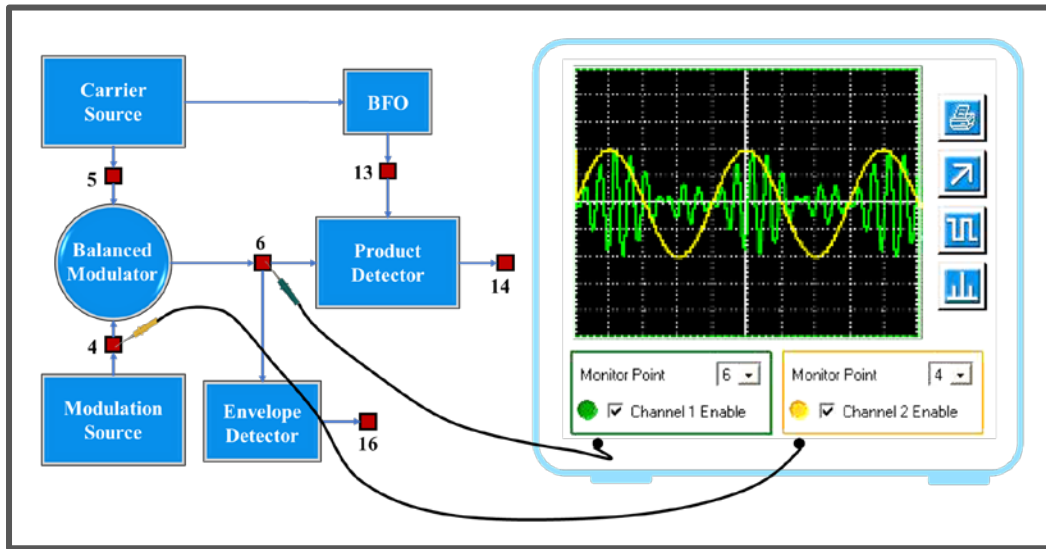 Carrier
Source
BFO
5
13
Balanced
Modulator
6
Product
Detector
14
4
Modulation
Source
Envelope
Detector
16
Monitor Point
6
Channel 1 Enable
Monitor Point
4
Channel 2 Enable